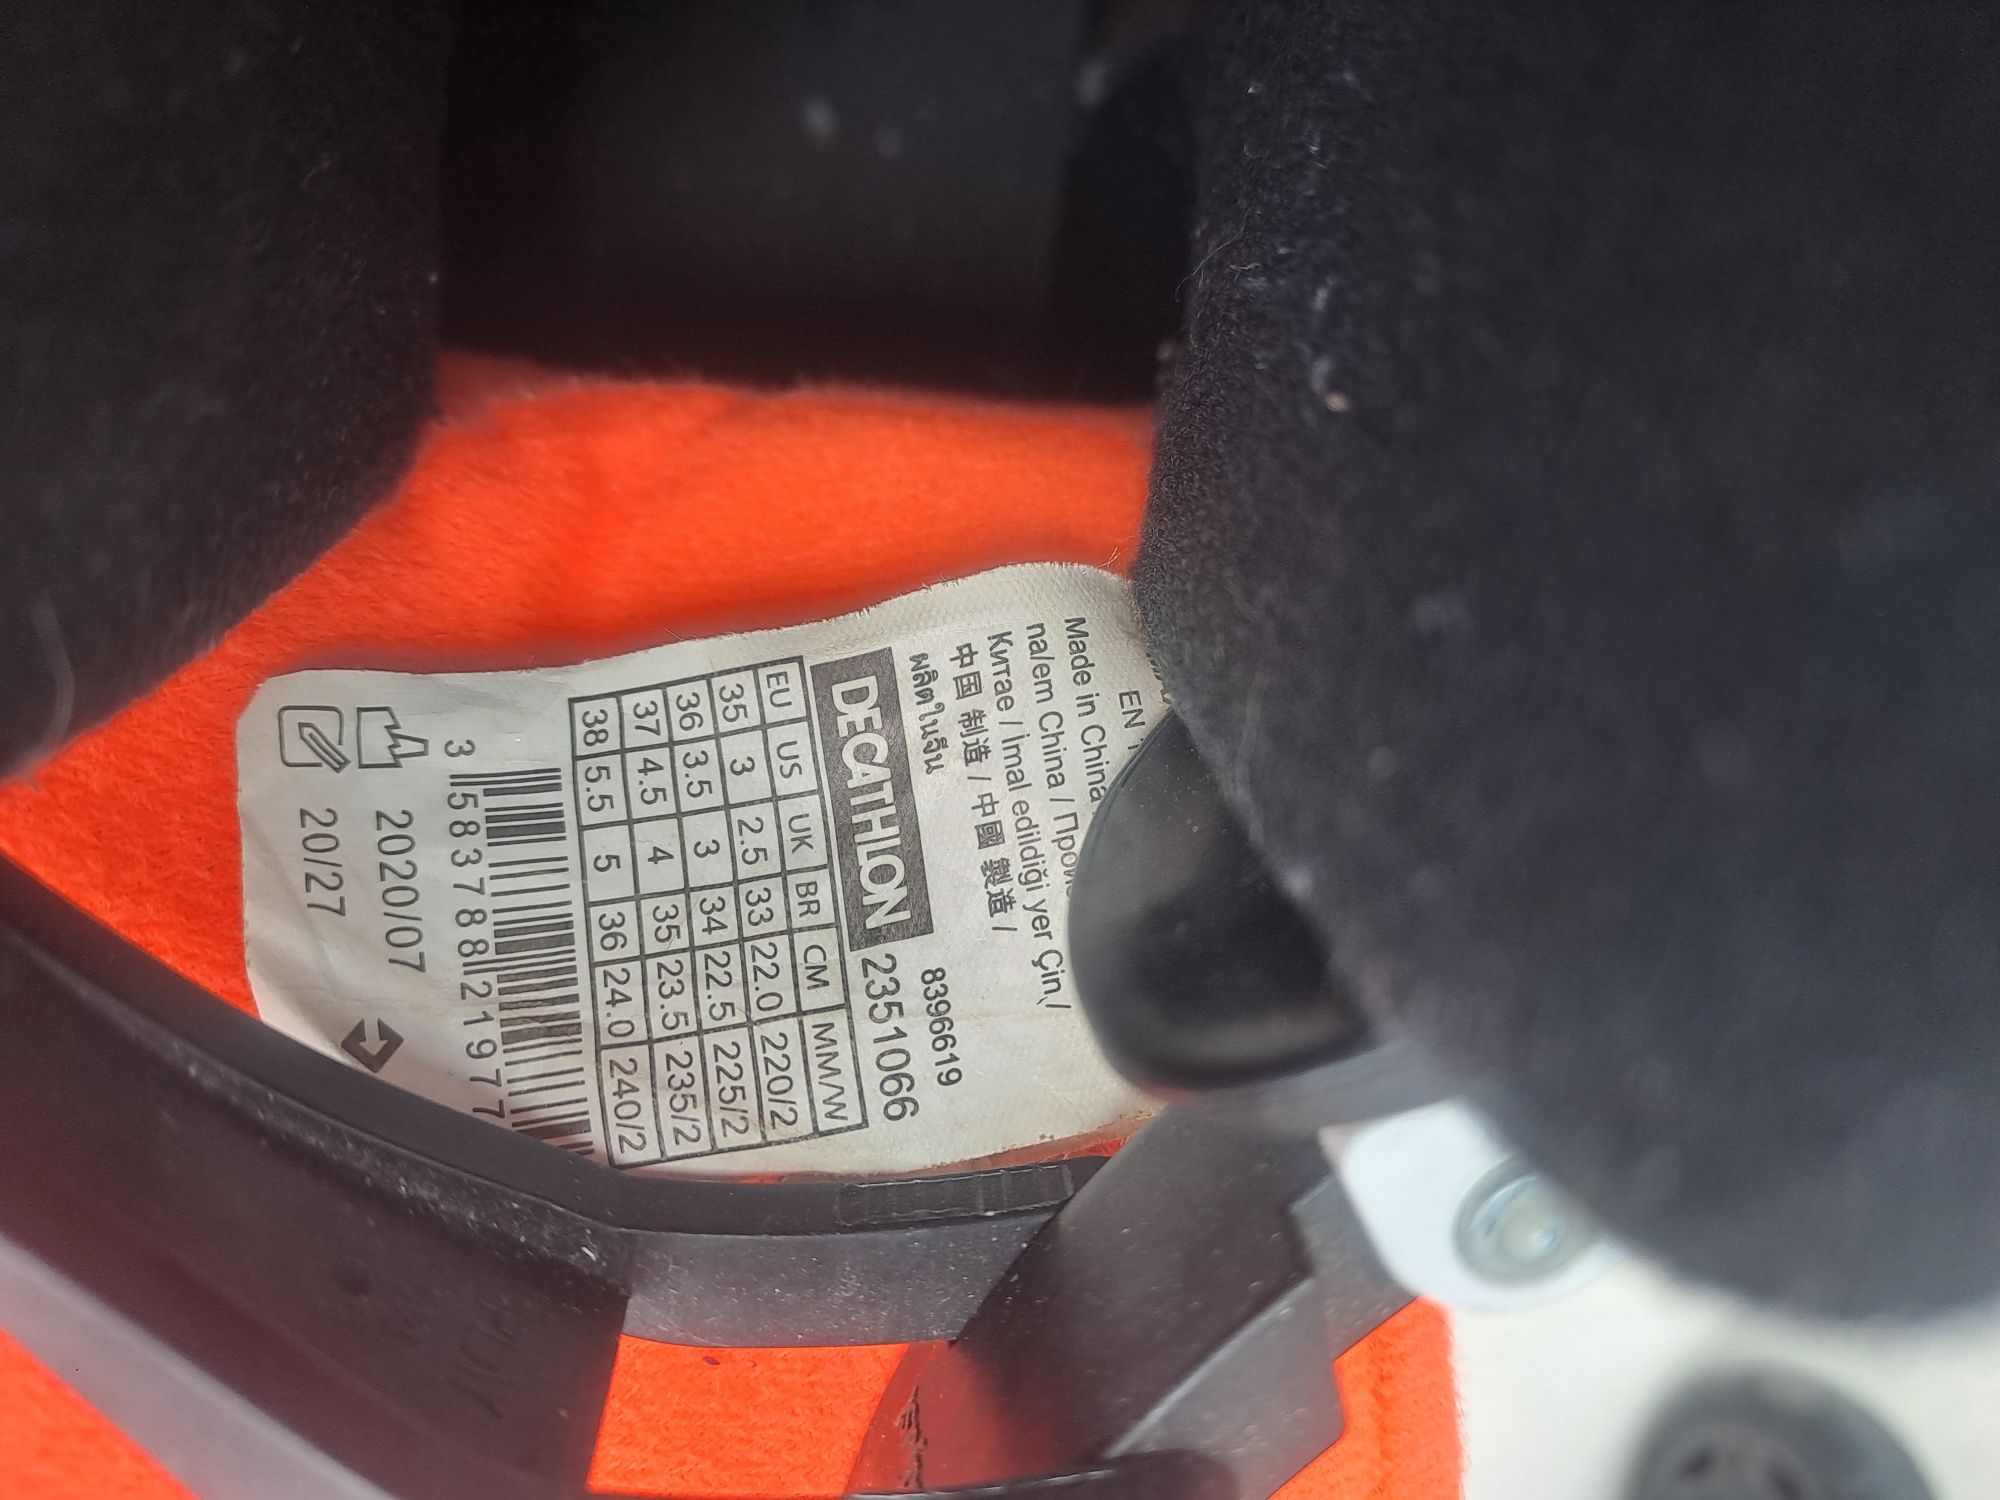 EN
Made in China
na/em China /
Китае / İmal edildiği yer Çin /
中国 制造 / 中國 製造 /
ผลิตในจีน 8396619
DECATHLON 2351066
EU US UK BR CM MM/W
35 3 2.5 33 22.0 220/2
36 3.5 3 34 22.5 225/2
37 4.5 4 35 23.5 235/2
38 5.5 5 36 24.0 240/2
3 583788 219777
2020/07
20/27